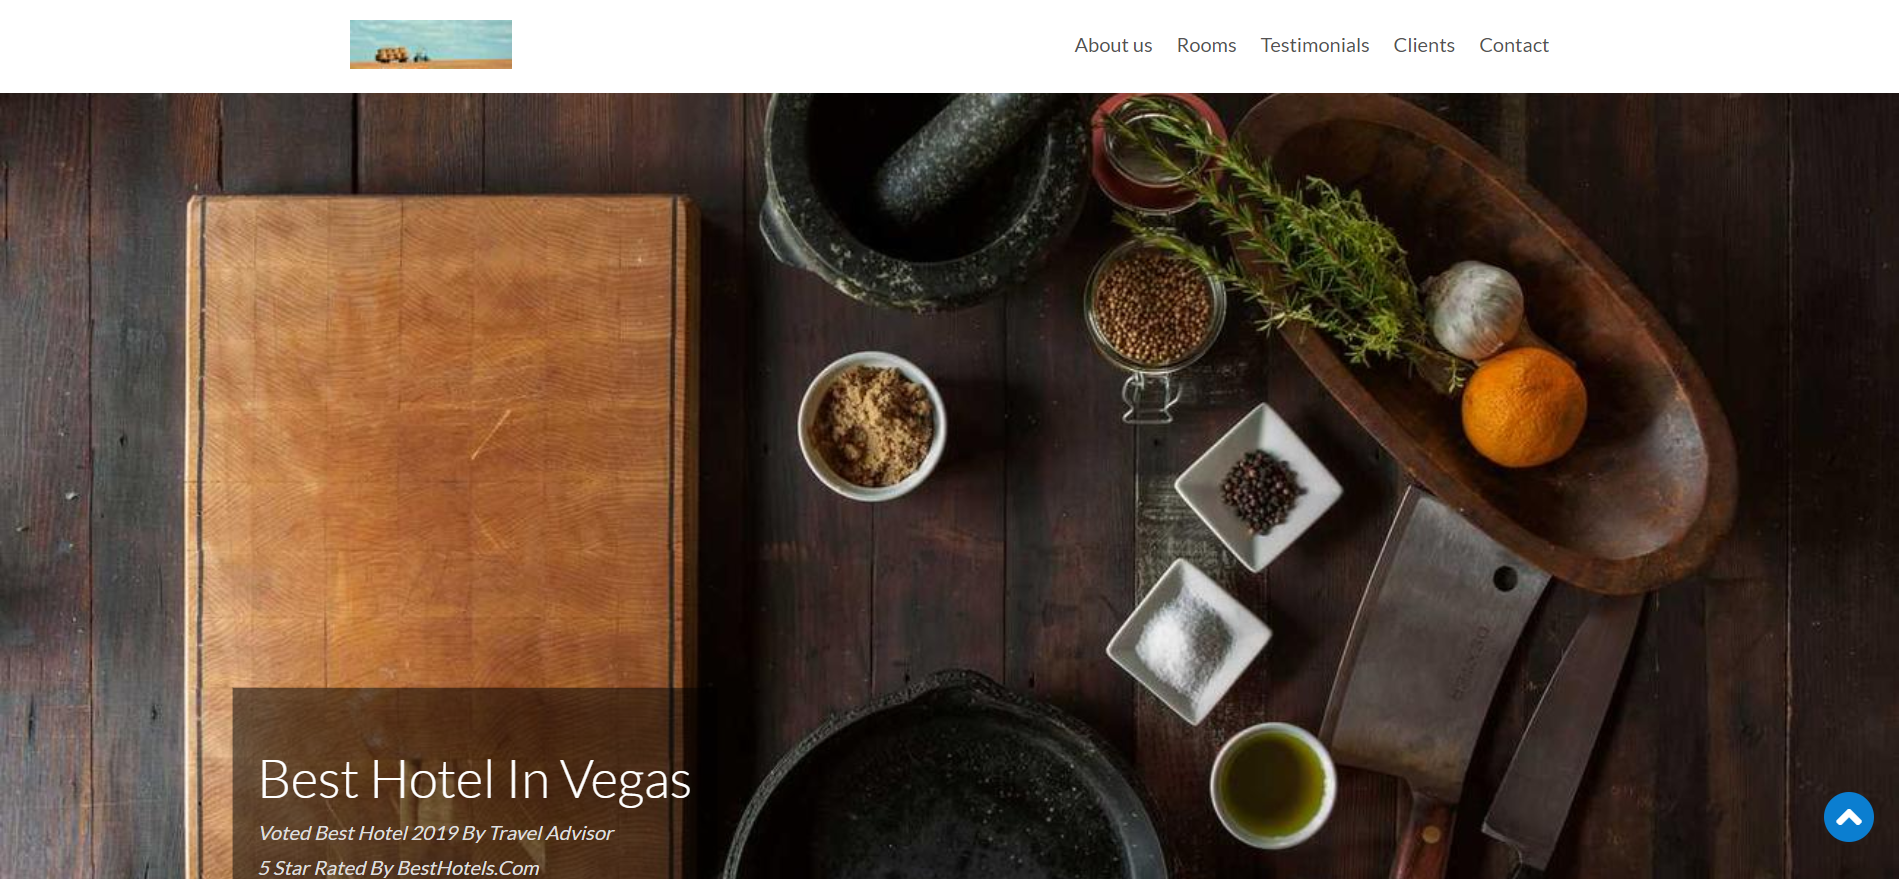 About us Rooms Testimonials Clients Contact
Best Hotel In Vegas
Voted Best Hotel 2019 By Travel Advisor
5 Star Rated By BestHotels.Com